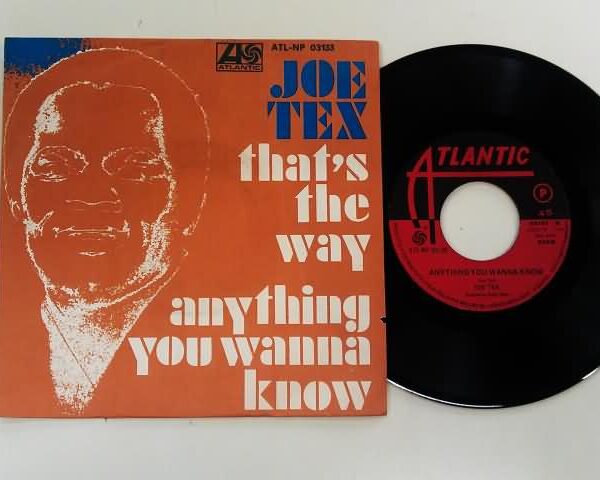 ATLANTIC
ATL-NP 03133
JOE
TEX
that's
the
way
anything
you wanna
know
ATLANTIC
P
45
ANYTHING YOU WANNA KNOW
JOE TEX